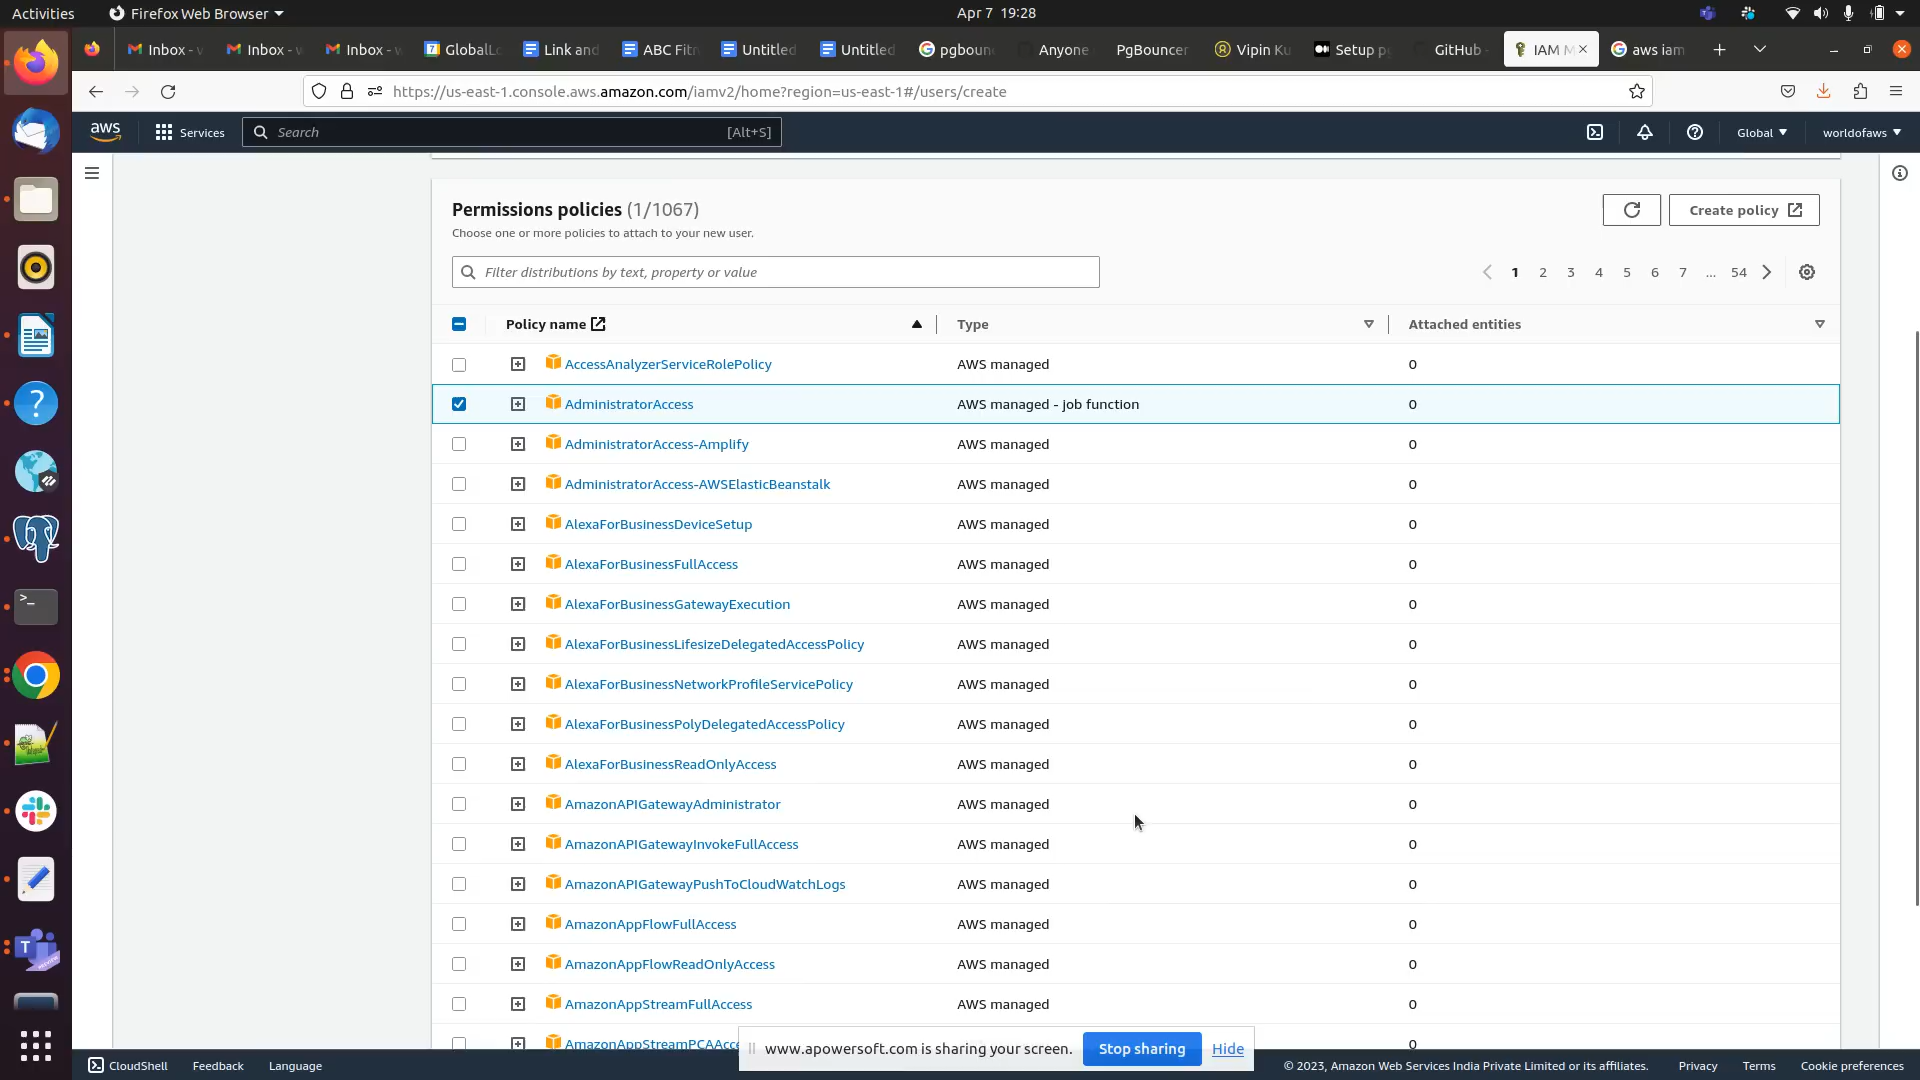 Activities
Firefox Web Browser
Apr 7 19:28
Inbox - Inbox - Inbox - GlobalLo Link and ABC Fitn Untitled Untitled pgboun Anyone PgBouncer Vipin Ku Setup pg GitHub - IAM M aws iam
https://us-east-1.console.aws.amazon.com/iamv2/home?region=us-east-1#/users/create
aws Services Search [Alt+S] Global worldofaws
Permissions policies (1/1067)
Create policy
Choose one or more policies to attach to your new user.
Filter distributions by text, property or value
1 2 3 4 5 6 7 ... 54
Policy name Type Attached entities
AccessAnalyzerServiceRolePolicy AWS managed 0
AdministratorAccess AWS managed - job function 0
AdministratorAccess-Amplify AWS managed 0
AdministratorAccess-AWSElasticBeanstalk AWS managed 0
AlexaForBusinessDeviceSetup AWS managed 0
AlexaForBusinessFullAccess AWS managed 0
AlexaForBusinessGatewayExecution AWS managed 0
AlexaForBusinessLifesizeDelegatedAccessPolicy AWS managed 0
AlexaForBusinessNetworkProfileServicePolicy AWS managed 0
AlexaForBusinessPolyDelegatedAccessPolicy AWS managed 0
AlexaForBusinessReadOnlyAccess AWS managed 0
AmazonAPIGatewayAdministrator AWS managed 0
AmazonAPIGatewayInvokeFullAccess AWS managed 0
AmazonAPIGatewayPushToCloudWatchLogs AWS managed 0
AmazonAppFlowFullAccess AWS managed 0
AmazonAppFlowReadOnlyAccess AWS managed 0
AmazonAppStreamFullAccess AWS managed 0
AmazonAppStreamPCAAcce 0
www.apowersoft.com is sharing your screen. Stop sharing Hide
CloudShell Feedback Language © 2023, Amazon Web Services India Private Limited or its affiliates. Privacy Terms Cookie preferences